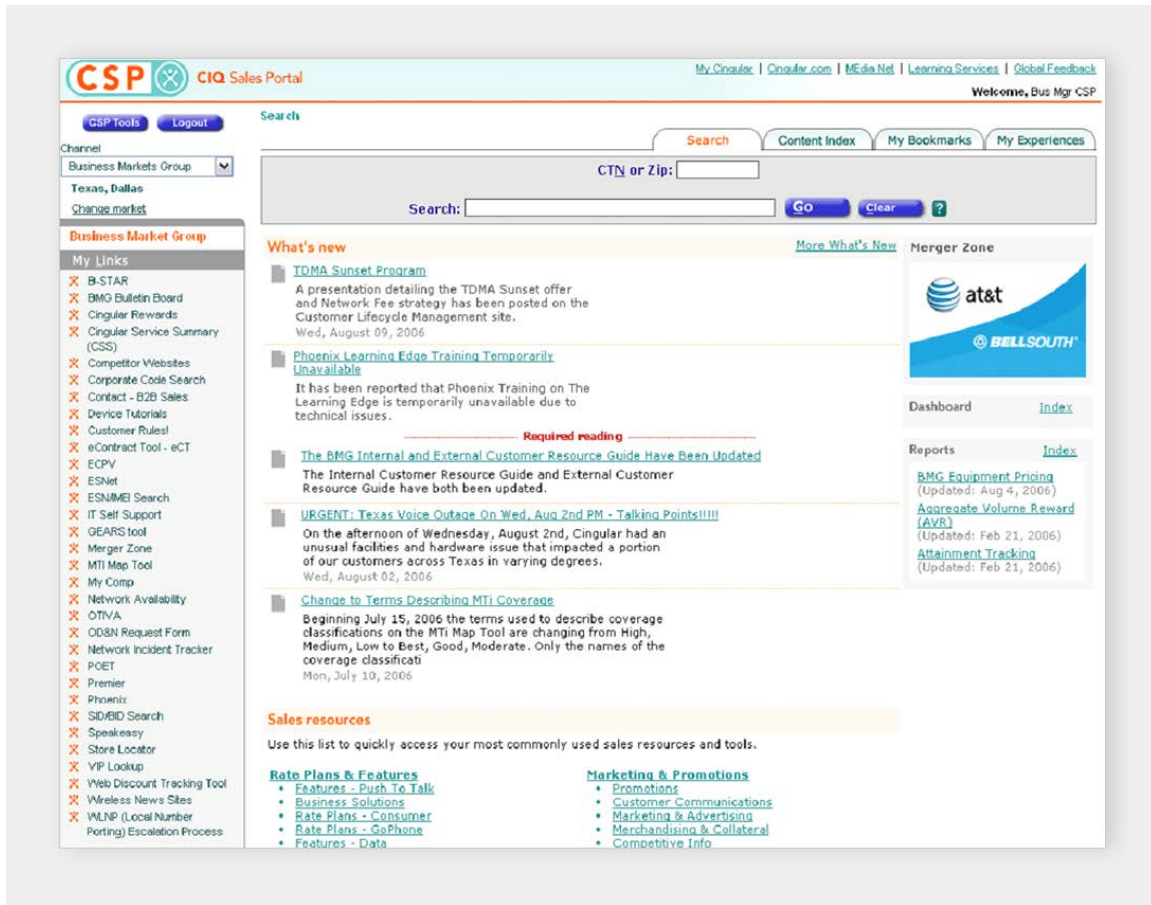 CSP CIQ Sales Portal
My Cingular | Cingular.com | MEdia Net | Learning Services | Global Feedback
Welcome, Bus Mgr CSP
CSP Tools Logout
Channel
Business Markets Group
Texas, Dallas
Change market
Business Market Group
My Links
B-STAR
BMG Bulletin Board
Cingular Rewards
Cingular Service Summary
(CSS)
Competitor Websites
Corporate Code Search
Contact - B2B Sales
Device Tutorials
Customer Rules!
eContract Tool - eCT
ECPV
ESNet
ESN/IMEI Search
IT Self Support
GEARS tool
Merger Zone
MTI Map Tool
My Comp
Network Availability
OTIVA
OD&N Request Form
Network Incident Tracker
POET
Premier
Phoenix
SID/BID Search
Speakeasy
Store Locator
VIP Lookup
Web Discount Tracking Tool
Wireless News Sites
WLNP (Local Number
Porting) Escalation Process
Search
Search Content Index My Bookmarks My Experiences
CTN or Zip:
Search: Go Clear ?
What's new More What's New
TDMA Sunset Program
A presentation detailing the TDMA Sunset offer
and Network Fee strategy has been posted on the
Customer Lifecycle Management site.
Wed, August 09, 2006
Phoenix Learning Edge Training Temporarily
Unavailable
It has been reported that Phoenix Training on The
Learning Edge is temporarily unavailable due to
technical issues.
Required reading
The BMG Internal and External Customer Resource Guide Have Been Updated
The Internal Customer Resource Guide and External Customer
Resource Guide have both been updated.
URGENT: Texas Voice Outage On Wed, Aug 2nd PM - Talking Points!!!!!
On the afternoon of Wednesday, August 2nd, Cingular had an
unusual facilities and hardware issue that impacted a portion
of our customers across Texas in varying degrees.
Wed, August 02, 2006
Change to Terms Describing MTi Coverage
Beginning July 15, 2006 the terms used to describe coverage
classifications on the MTi Map Tool are changing from High,
Medium, Low to Best, Good, Moderate. Only the names of the
coverage classificati
Mon, July 10, 2006
Sales resources
Use this list to quickly access your most commonly used sales resources and tools.
Rate Plans & Features
• Features - Push To Talk
• Business Solutions
• Rate Plans - Consumer
• Rate Plans - GoPhone
• Features - Data
Marketing & Promotions
• Promotions
• Customer Communications
• Marketing & Advertising
• Merchandising & Collateral
• Competitive Info
Merger Zone
at&t
BELLSOUTH
Dashboard Index
Reports Index
BMG Equipment Pricing
(Updated: Aug 4, 2006)
Aggregate Volume Reward
(AVR)
(Updated: Feb 21, 2006)
Attainment Tracking
(Updated: Feb 21, 2006)